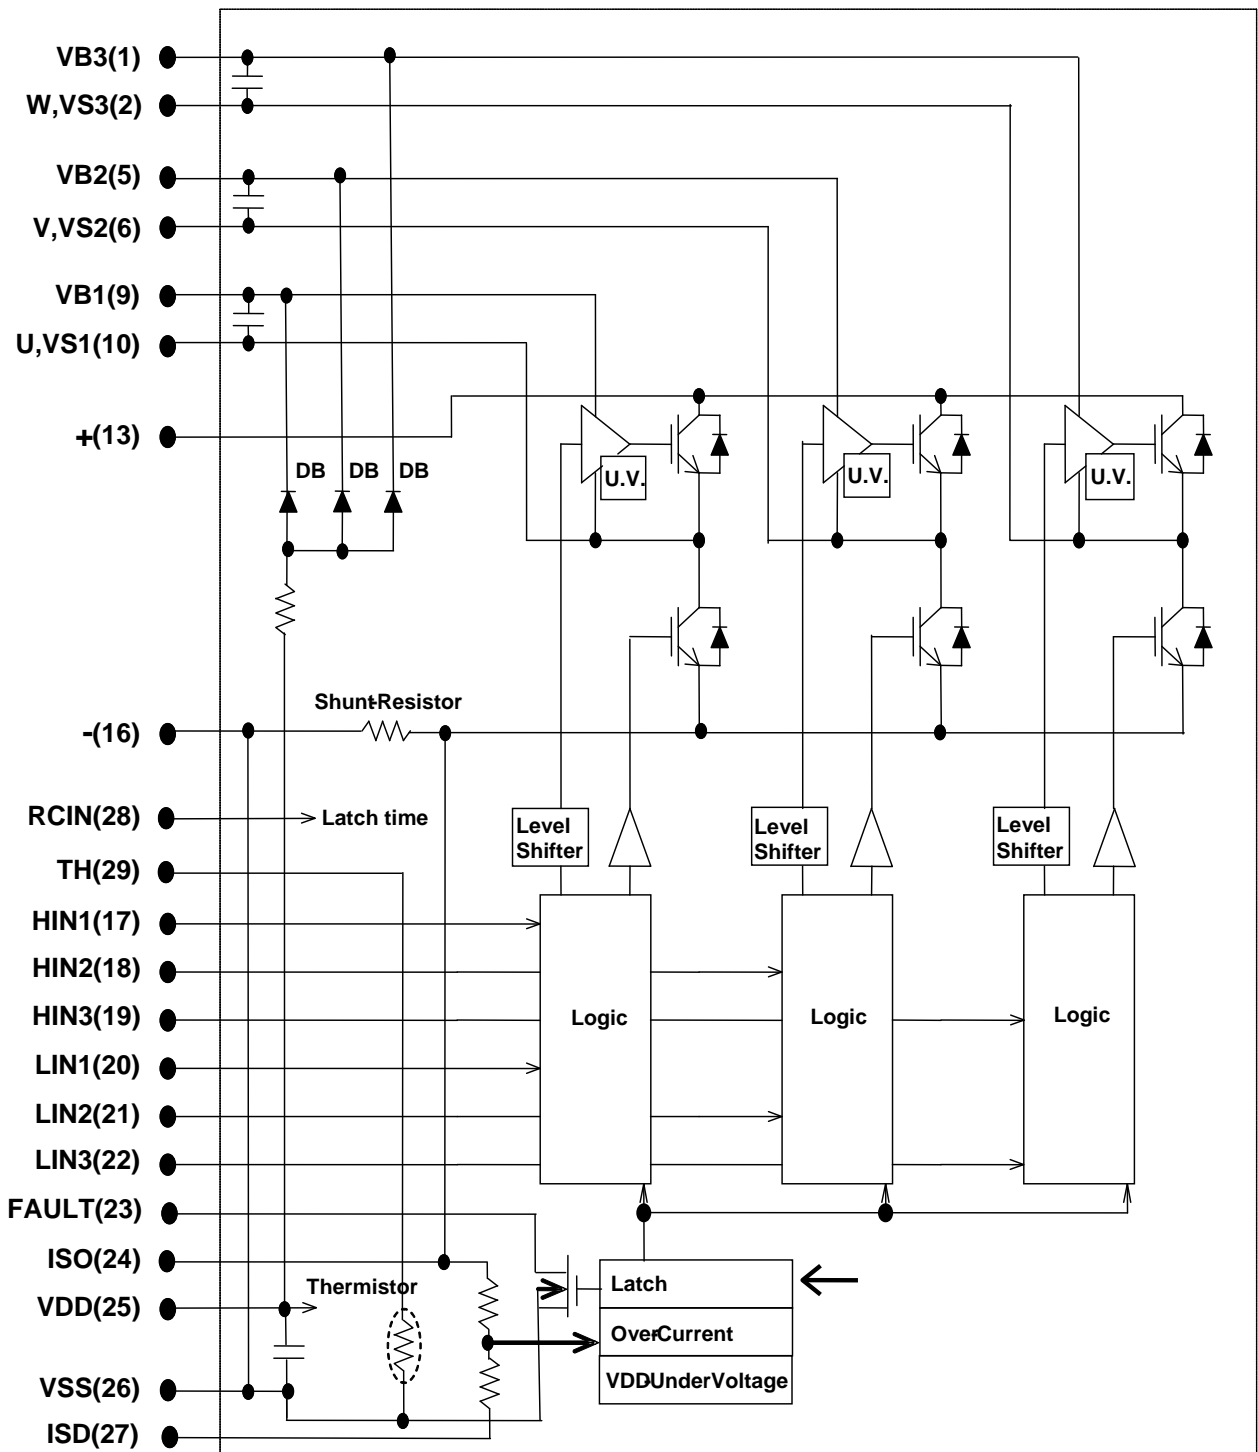 VB3(1)
W,VS3(2)
VB2(5)
V,VS2(6)
VB1(9)
U,VS1(10)
+(13)
DB DB DB
U.V. U.V. U.V.
Shunt-Resistor
-(16)
RCIN(28)
Latch time
Level
Shifter
Level
Shifter
Level
Shifter
TH(29)
HIN1(17)
HIN2(18)
HIN3(19)
Logic Logic Logic
LIN1(20)
LIN2(21)
LIN3(22)
FAULT(23)
ISO(24)
Thermistor
Latch
VDD(25)
Over-Current
VDD-UnderVoltage
VSS(26)
ISD(27)